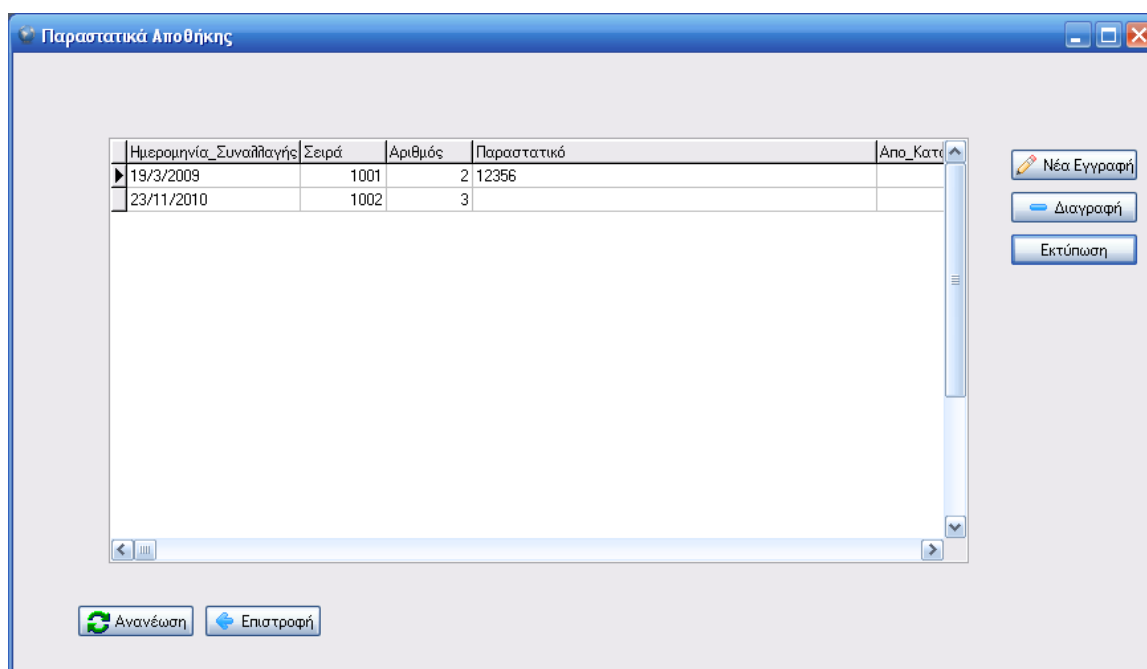 Παραστατικά Αποθήκης
Ημερομηνία_Συναλλαγής Σειρά Αριθμός Παραστατικό Απο_Κατα
19/3/2009 1001 2 12356
23/11/2010 1002 3
Νέα Εγγραφή
Διαγραφή
Εκτύπωση
Ανανέωση Επιστροφή